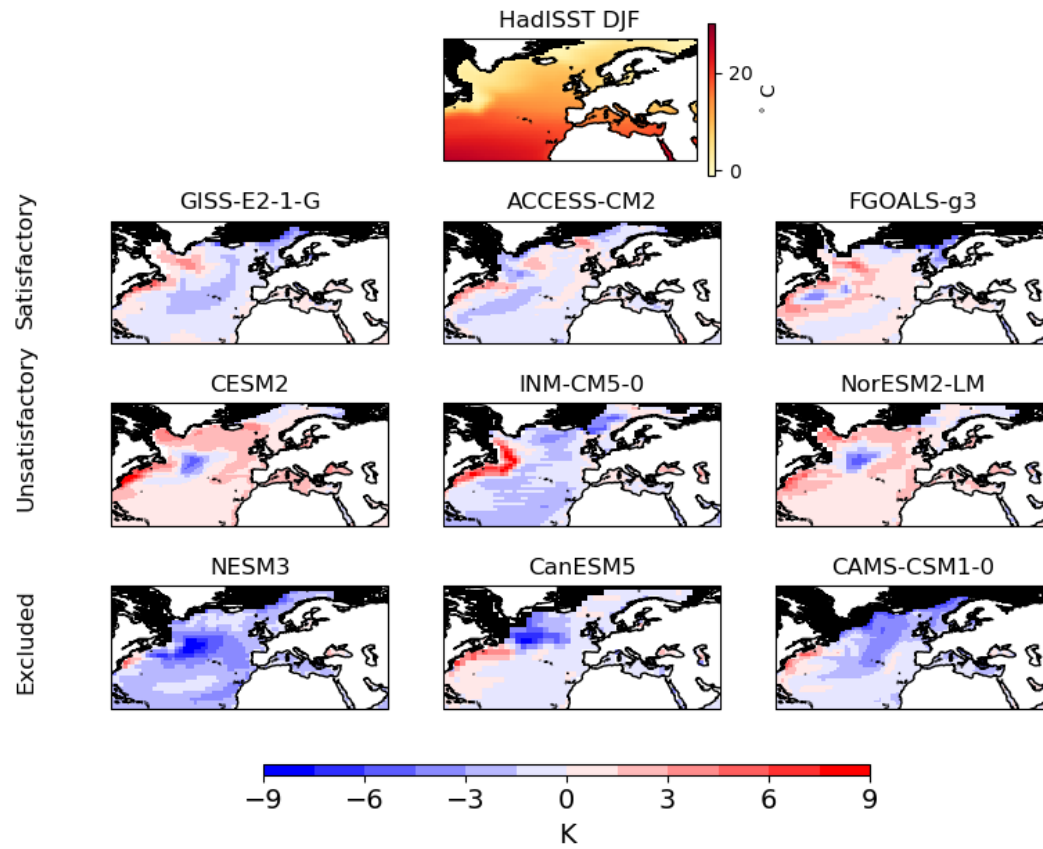 HadISST DJF
20
0
° C
Satisfactory
GISS-E2-1-G
ACCESS-CM2
FGOALS-g3
Unsatisfactory
CESM2
INM-CM5-0
NorESM2-LM
Excluded
NESM3
CanESM5
CAMS-CSM1-0
−9 −6 −3 0 3 6 9
K